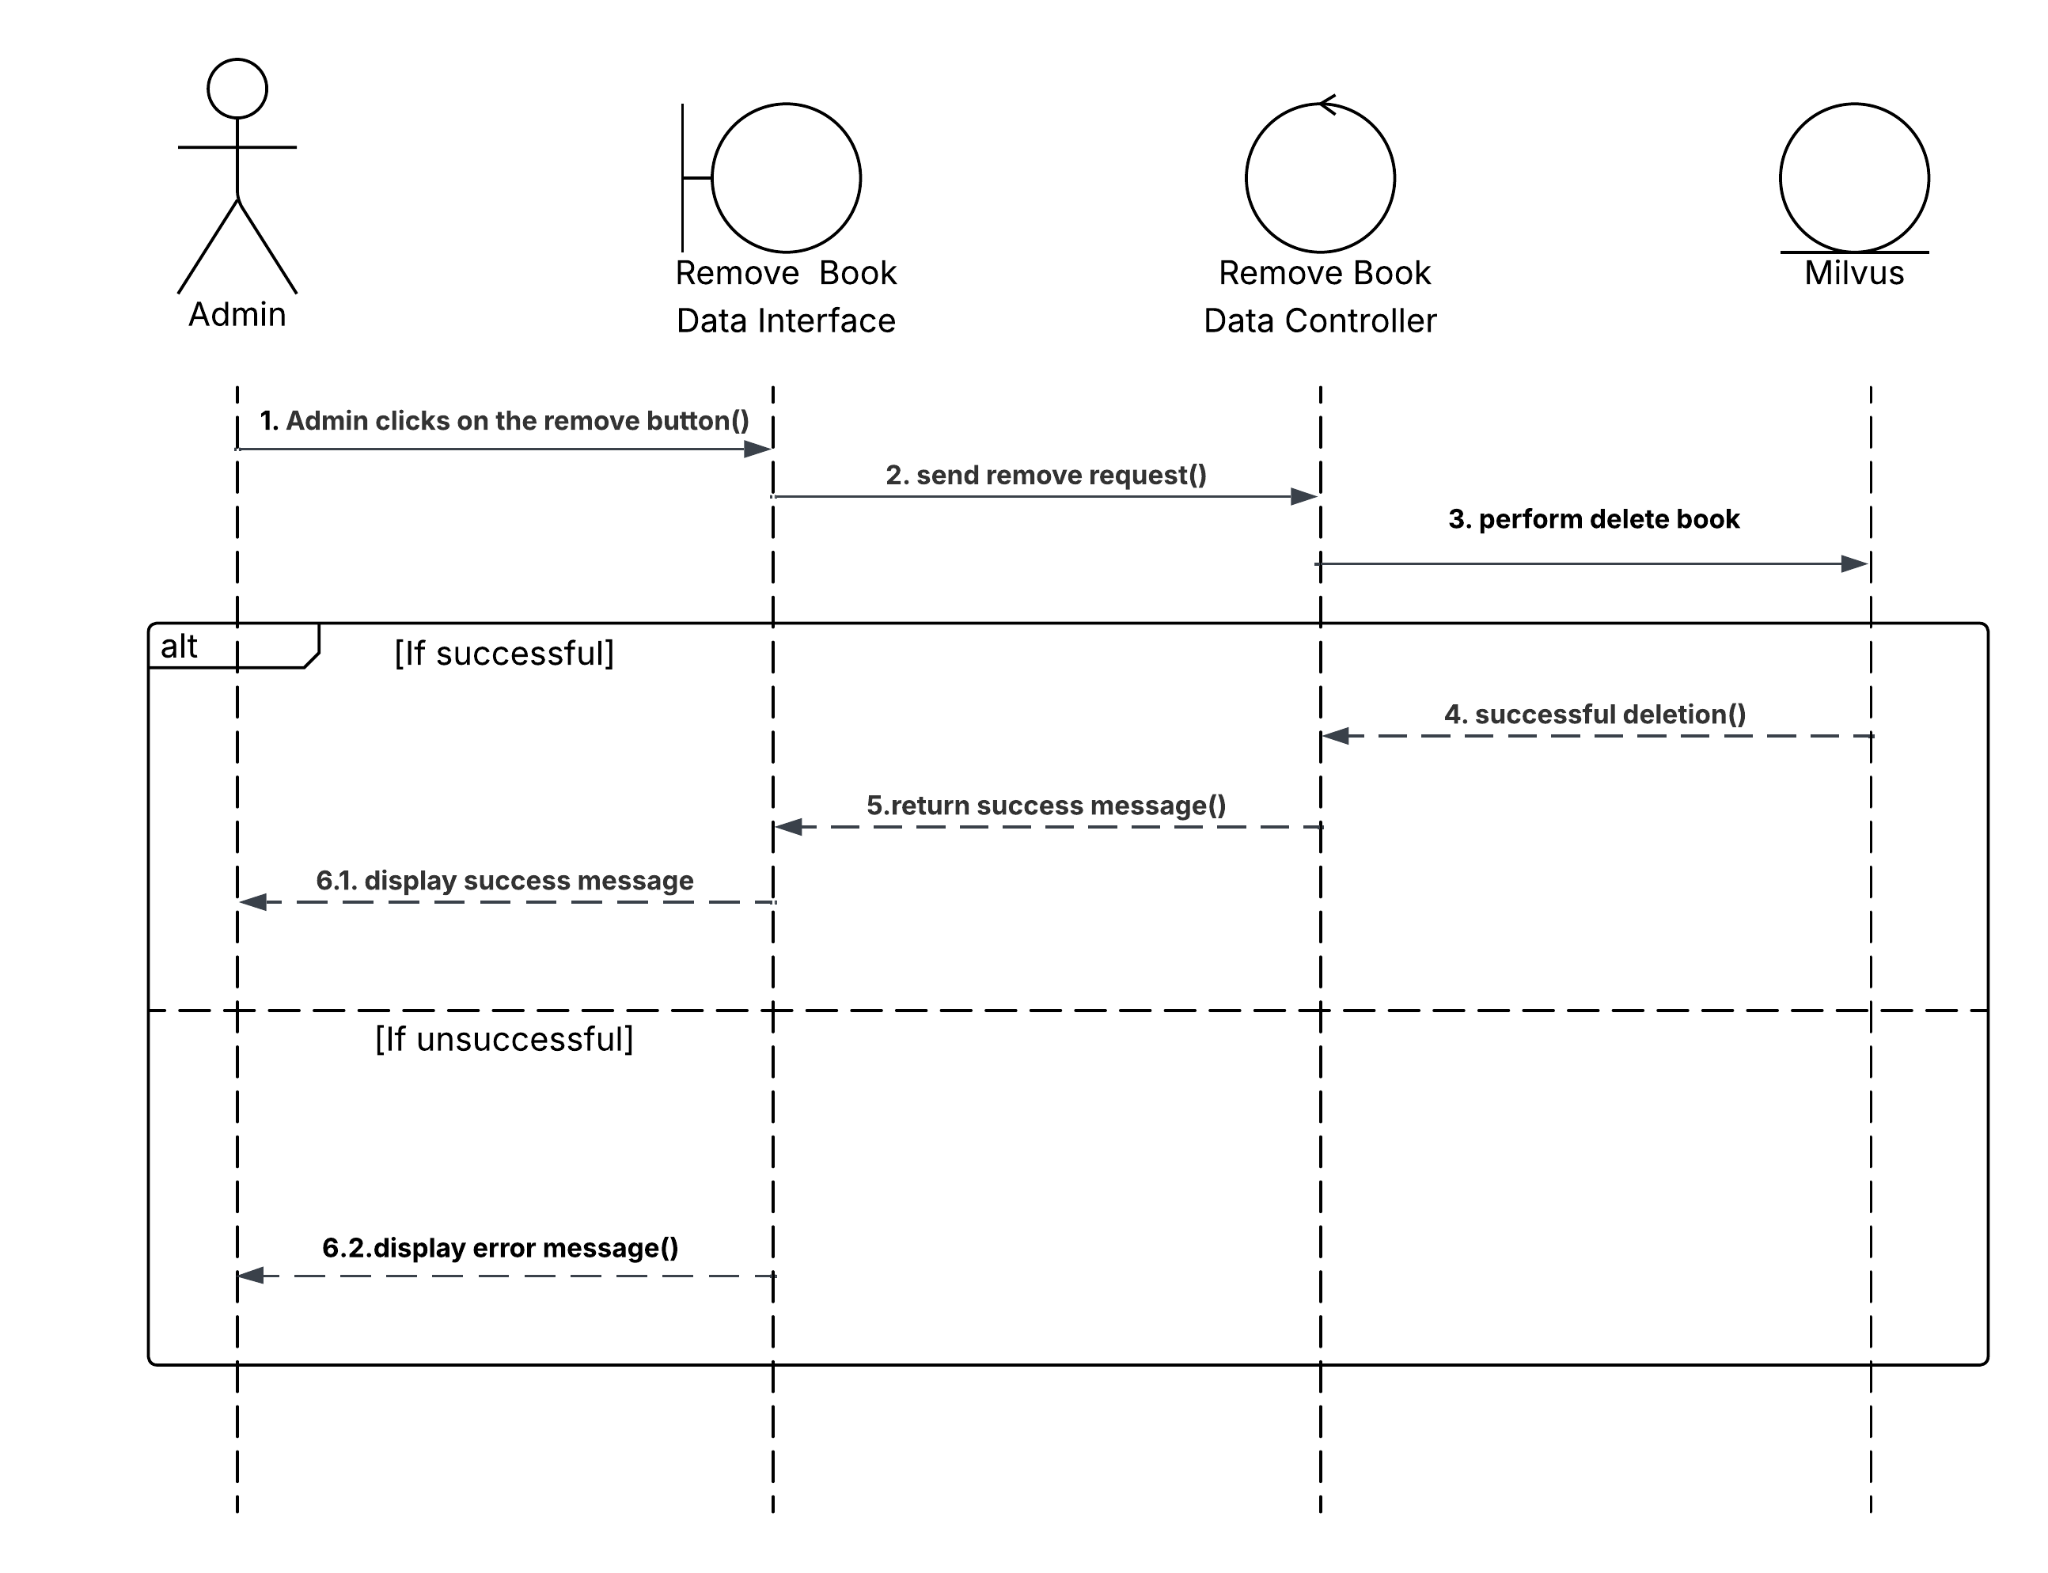 Admin
Remove  Book
Data Interface
Remove Book
Data Controller
Milvus
1. Admin clicks on the remove button()
2. send remove request()
3. perform delete book
alt
[If successful]
4. successful deletion()
5.return success message()
6.1. display success message
[If unsuccessful]
6.2.display error message()